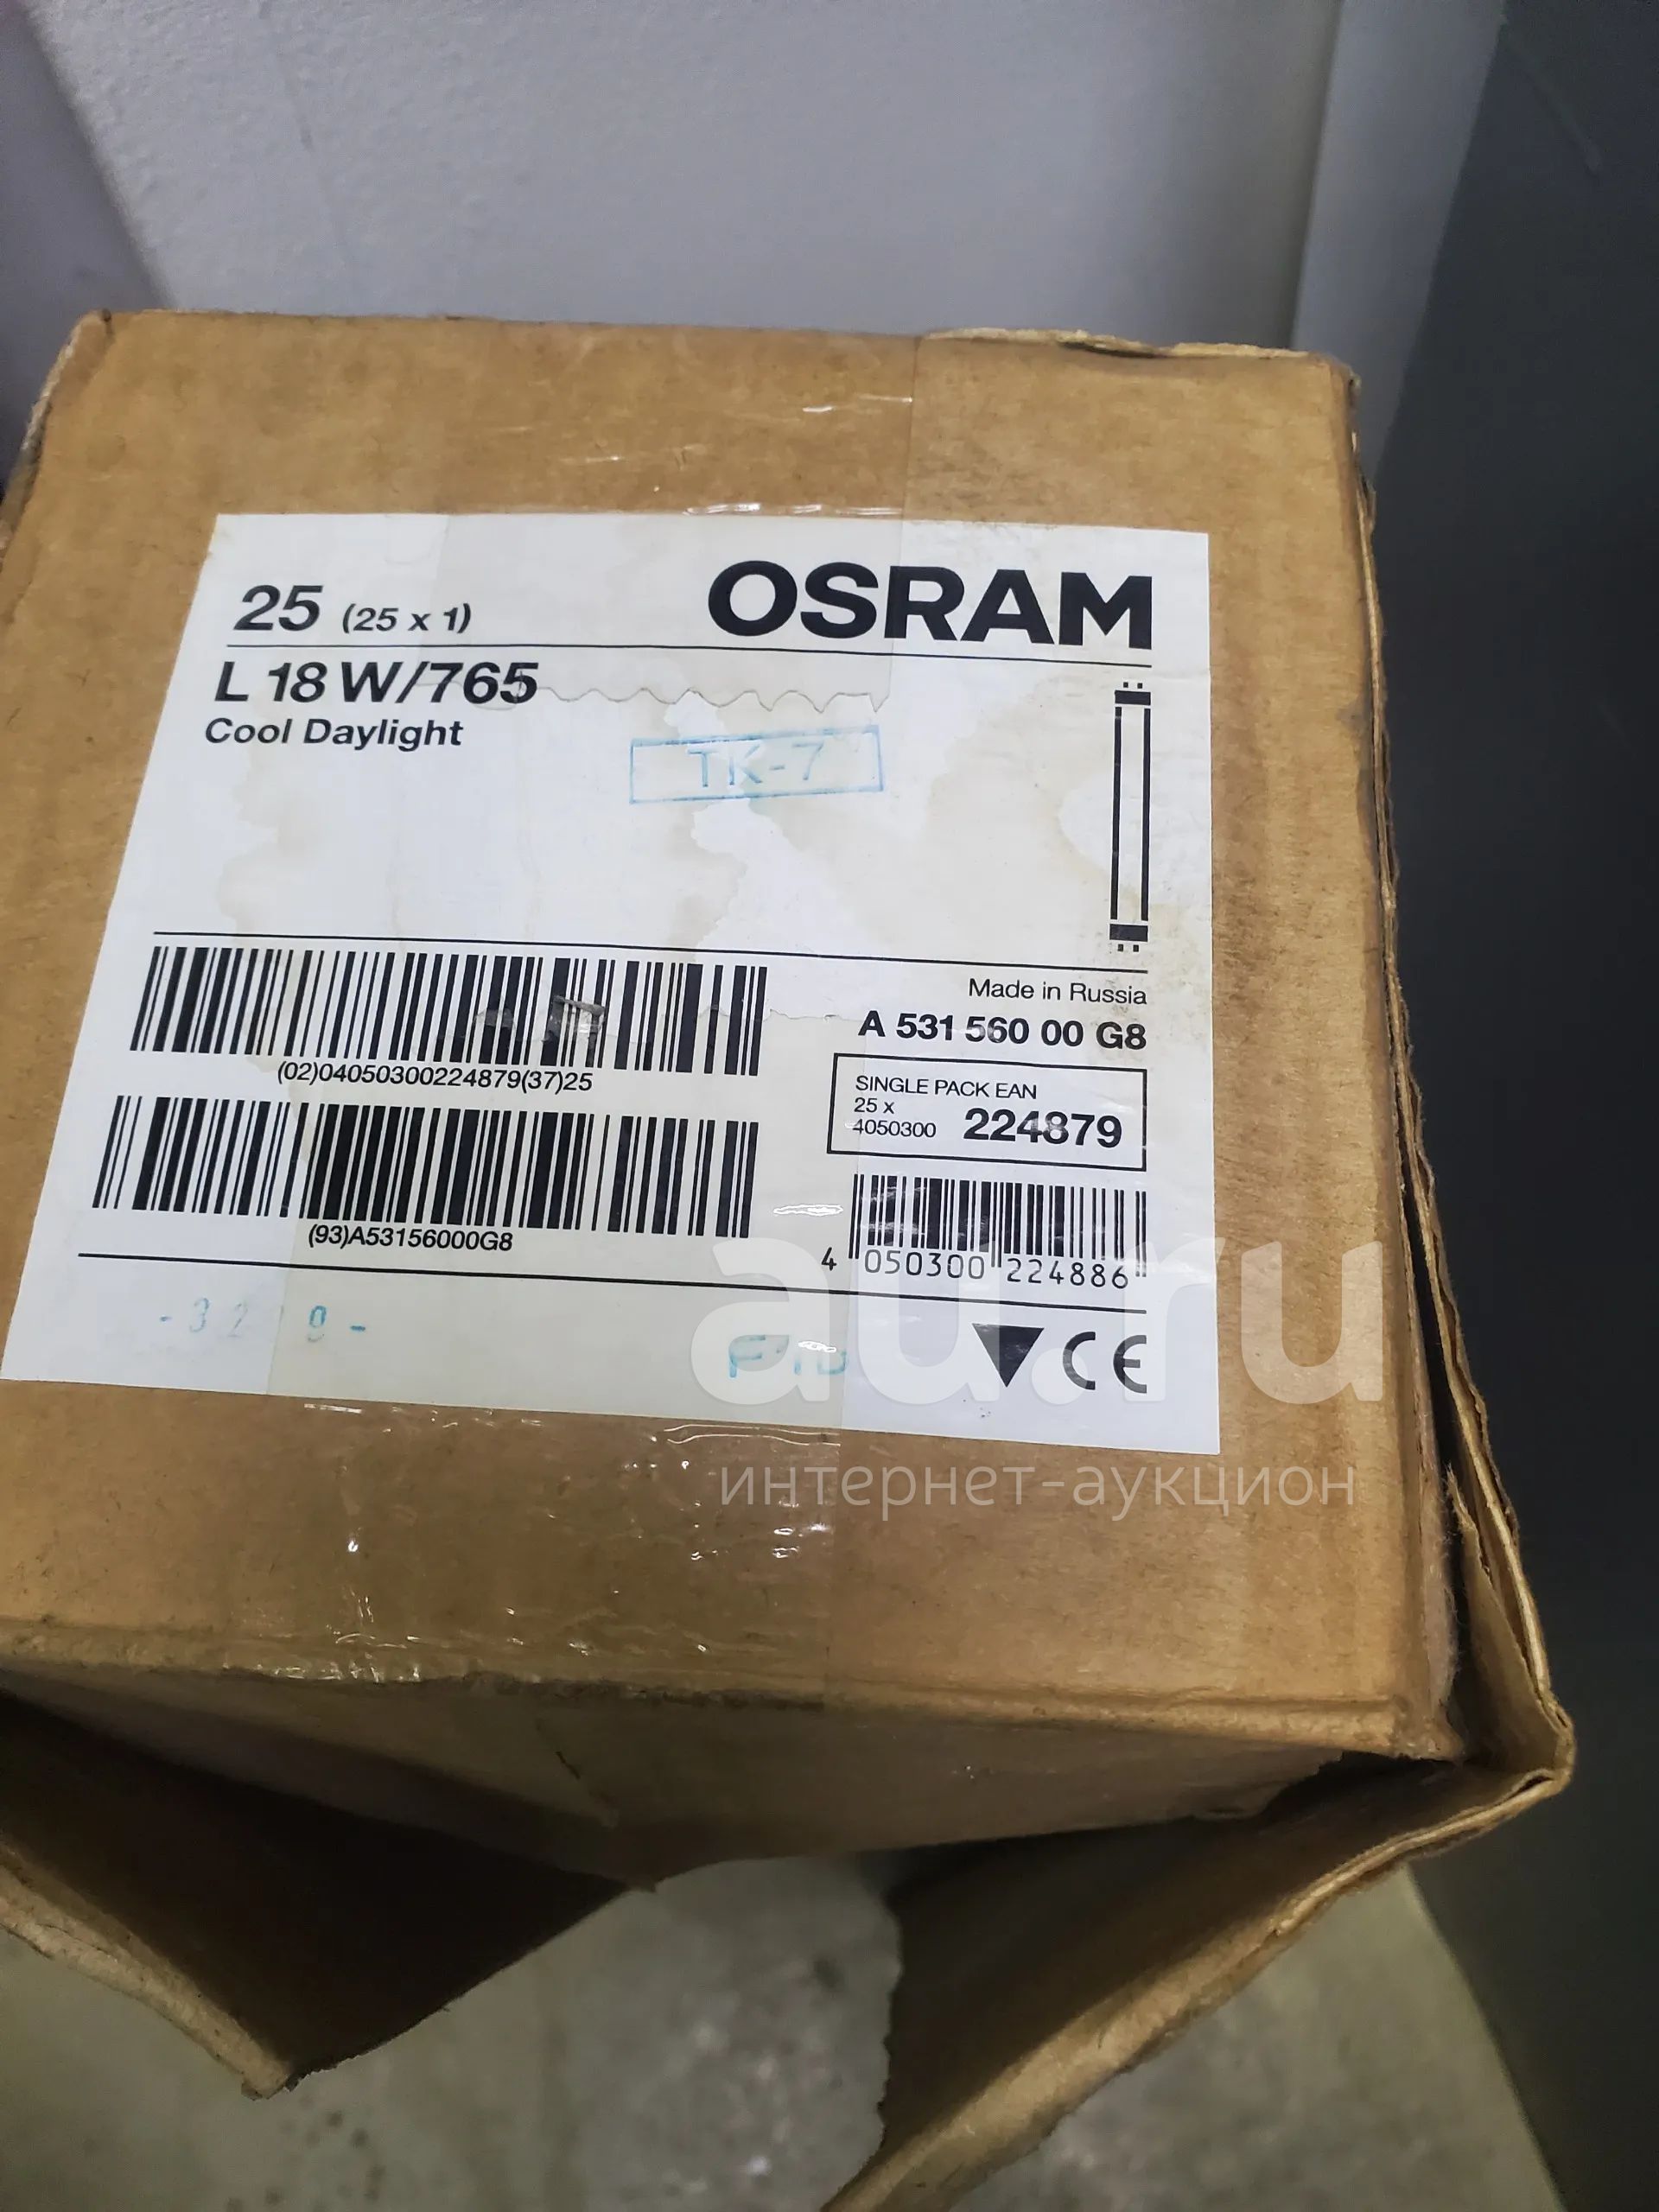 25 (25 x 1)
OSRAM
L 18 W/765
Cool Daylight
TK-7
Made in Russia
A 531 560 00 G8
(02)04050300224879(37)25
SINGLE PACK EAN
25 x
4050300 224879
(93)A53156000G8
4 050300 224886
CE
au.ru
интернет-аукцион